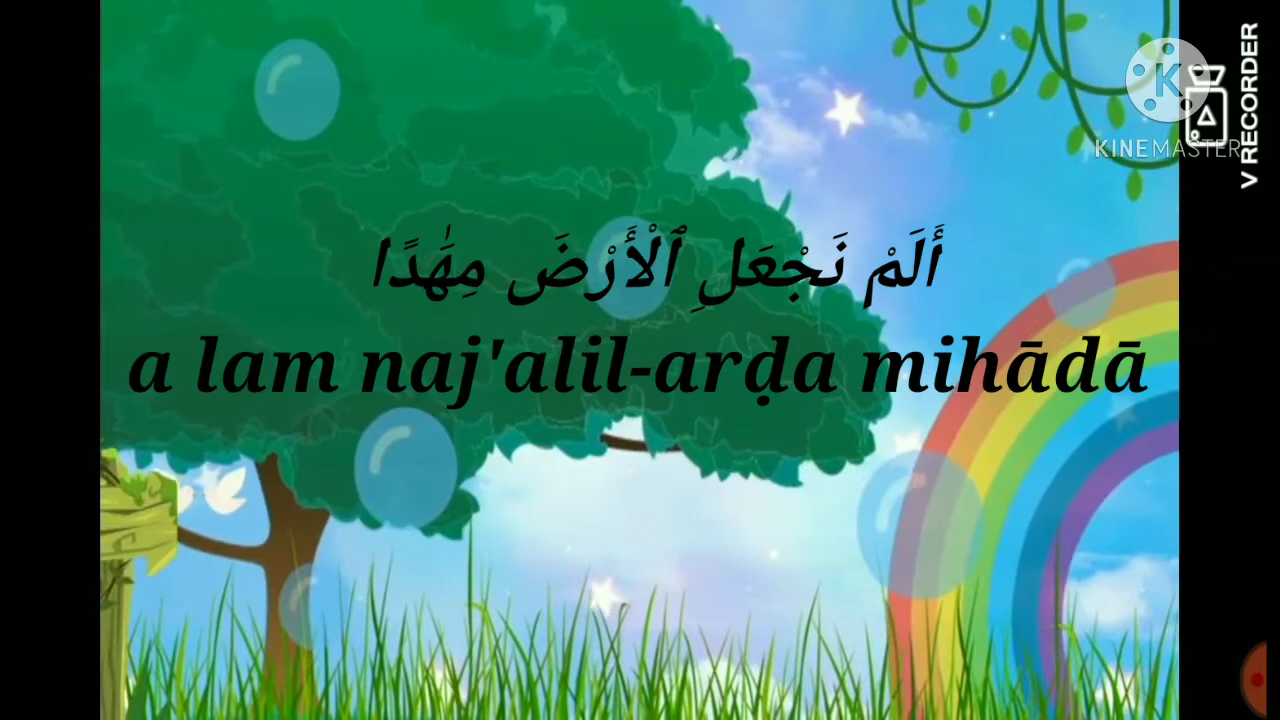 أَلَمْ نَجْعَلِ ٱلْأَرْضَ مِهَٰدًا
a lam naj'alil-arḍa mihādā
KINEMASTER
V RECORDER